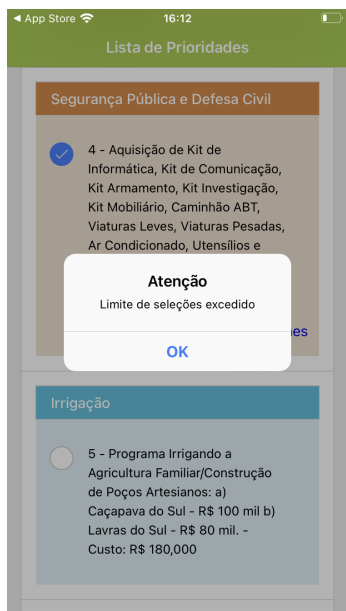 App Store
16:12
Lista de Prioridades
Segurança Pública e Defesa Civil
4 - Aquisição de Kit de
Informática, Kit de Comunicação,
Kit Armamento, Kit Investigação,
Kit Mobiliário, Caminhão ABT,
Viaturas Leves, Viaturas Pesadas,
Ar Condicionado, Utensílios e
Atenção
Limite de seleções excedido
OK
Irrigação
5 - Programa Irrigando a
Agricultura Familiar/Construção
de Poços Artesianos: a)
Caçapava do Sul - R$ 100 mil b)
Lavras do Sul - R$ 80 mil. -
Custo: R$ 180,000